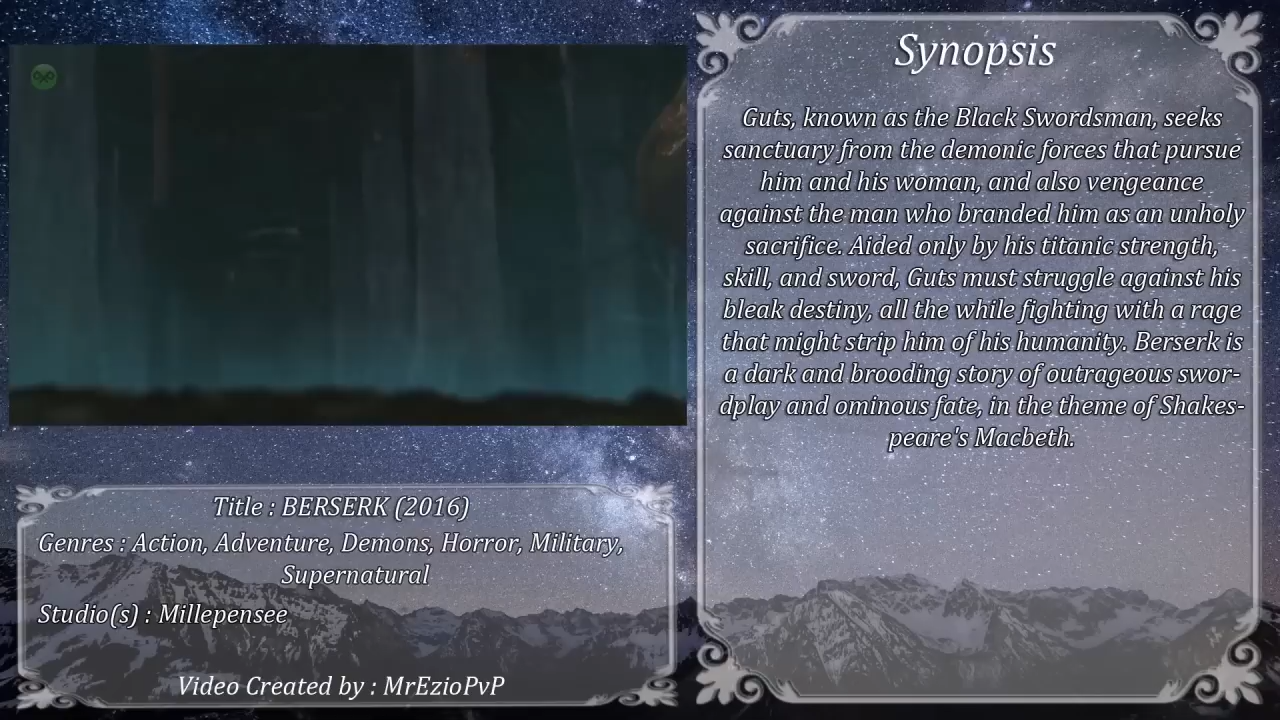 Synopsis
Guts, known as the Black Swordsman, seeks
sanctuary from the demonic forces that pursue
him and his woman, and also vengeance
against the man who branded him as an unholy
sacrifice. Aided only by his titanic strength,
skill, and sword, Guts must struggle against his
bleak destiny, all the while fighting with a rage
that might strip him of his humanity. Berserk is
a dark and brooding story of outrageous swor-
dplay and ominous fate, in the theme of Shakes-
peare's Macbeth.
Title : BERSERK (2016)
Genres : Action, Adventure, Demons, Horror, Military,
Supernatural
Studio(s) : Millepensee
Video Created by : MrEzioPvP